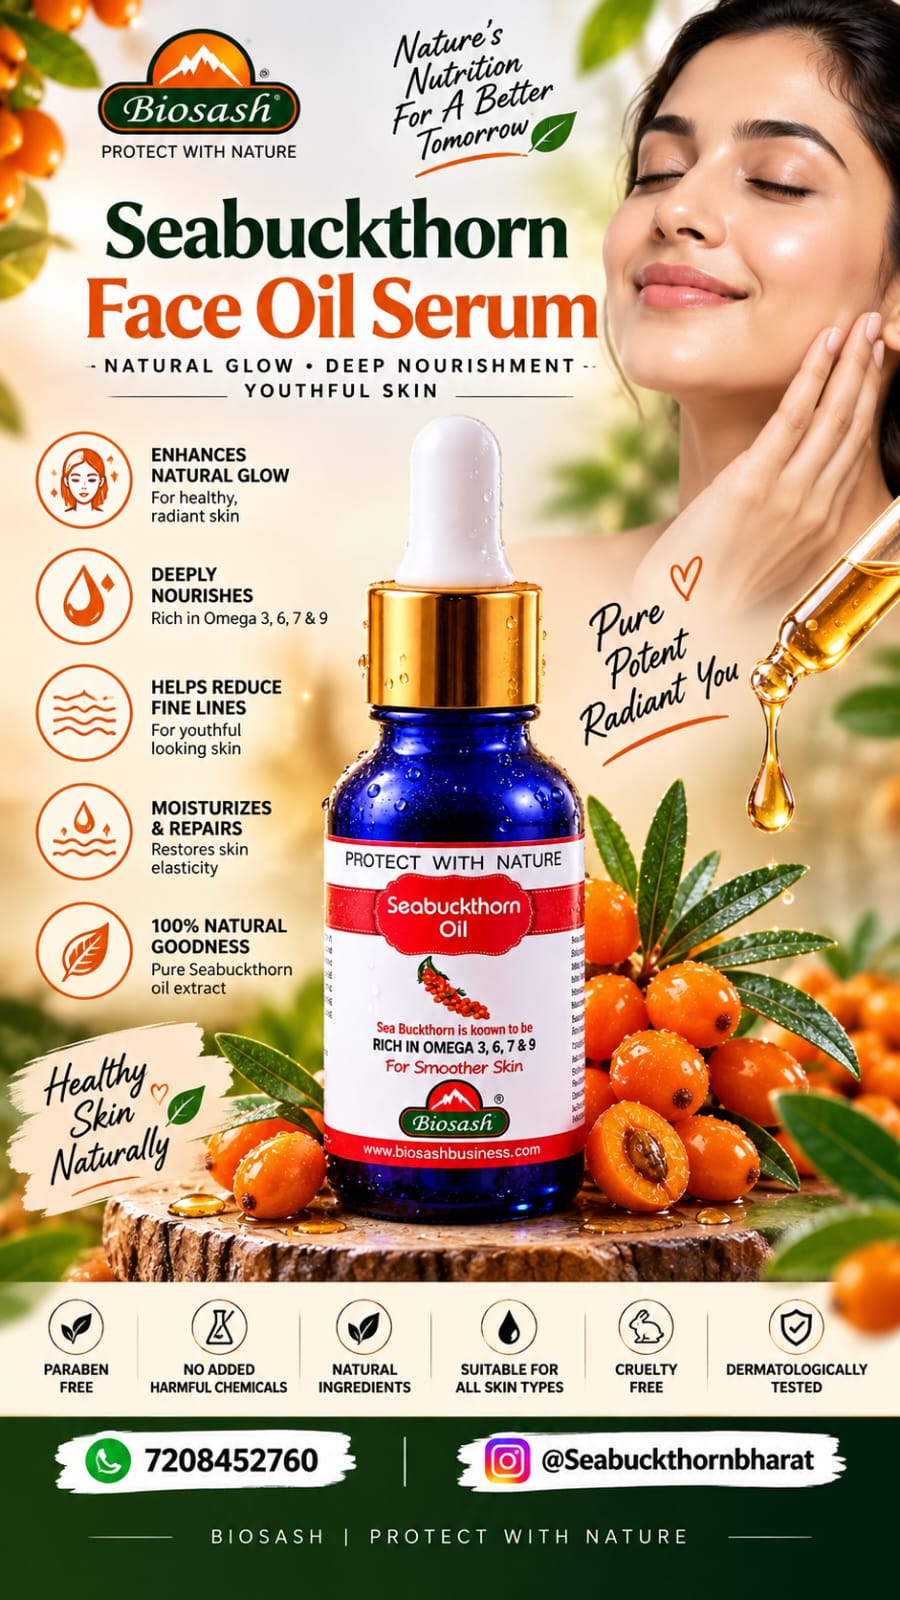 Biosash®
PROTECT WITH NATURE
Nature's
Nutrition
For A Better
Tomorrow
Seabuckthorn
Face Oil Serum
NATURAL GLOW • DEEP NOURISHMENT
YOUTHFUL SKIN
ENHANCES
NATURAL GLOW
For healthy,
radiant skin
DEEPLY
NOURISHES
Rich in Omega 3, 6, 7 & 9
HELPS REDUCE
FINE LINES
For youthful
looking skin
MOISTURIZES
& REPAIRS
Restores skin
elasticity
100% NATURAL
GOODNESS
Pure Seabuckthorn
oil extract
Pure
Potent
Radiant You
PROTECT WITH NATURE
Seabuckthorn
Oil
Sea Buckthorn is known to be
RICH IN OMEGA 3, 6, 7 & 9
For Smoother Skin
Biosash®
www.biosashbusiness.com
Healthy
Skin
Naturally
PARABEN
FREE
NO ADDED
HARMFUL CHEMICALS
NATURAL
INGREDIENTS
SUITABLE FOR
ALL SKIN TYPES
CRUELTY
FREE
DERMATOLOGICALLY
TESTED
7208452760
@Seabuckthornbharat
BIOSASH | PROTECT WITH NATURE